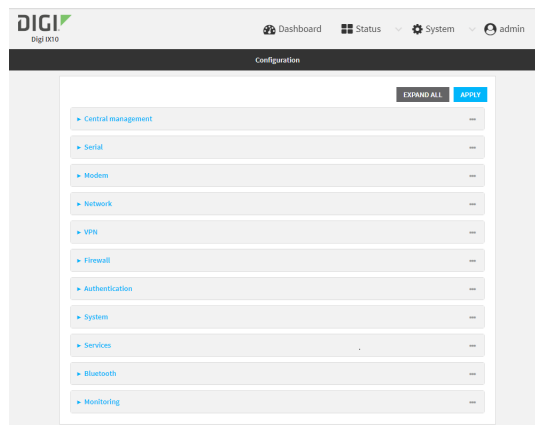 DIGI
Digi IX10
Dashboard
Status
System
admin
Configuration
EXPAND ALL
APPLY
Central management
Serial
Modem
Network
VPN
Firewall
Authentication
System
Services
Bluetooth
Monitoring